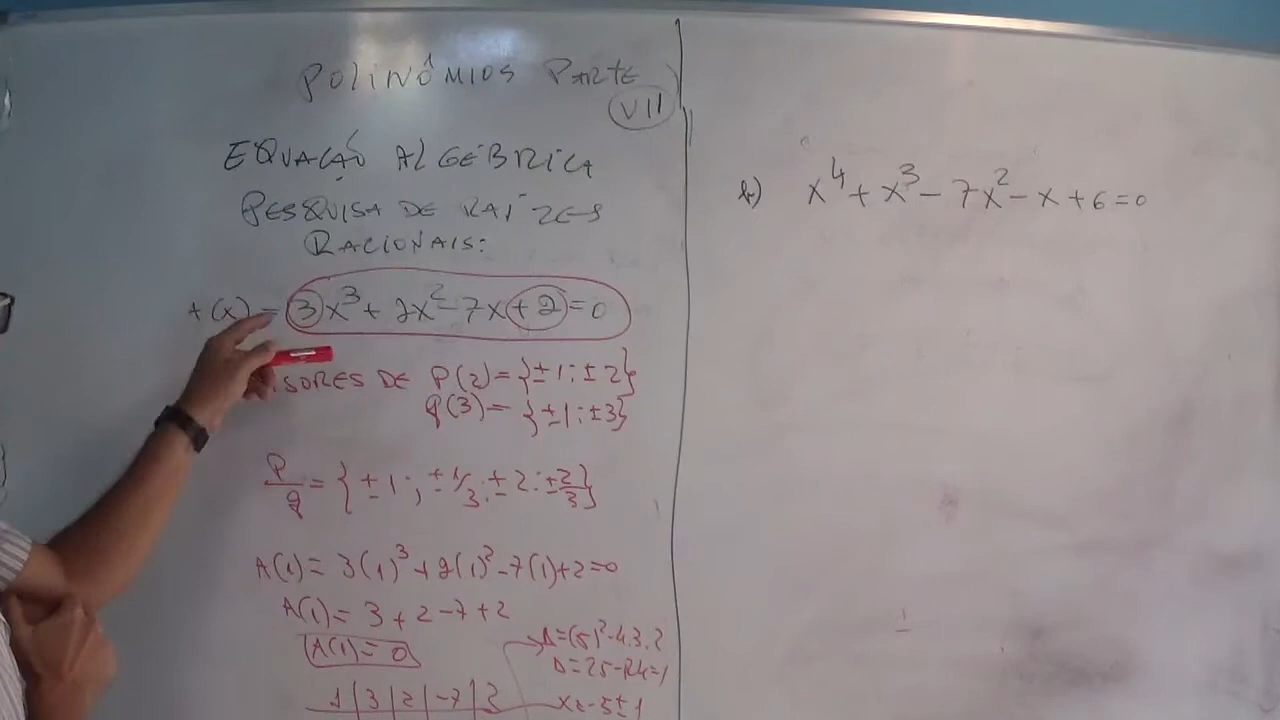 POLINÔMIOS PARTE
VII
EQUAÇÃO ALGÉBRICA
PESQUISA DE RAÍZES
RACIONAIS:
A(x) = 3x³ + 2x² - 7x + 2 = 0
ISORES DE P(2) = {±1; ±2}
q(3) = {±1; ±3}
P/q = {±1; ±1/3; ±2; ±2/3}
A(1) = 3(1)³ + 2(1)² - 7(1) + 2 = 0
A(1) = 3 + 2 - 7 + 2
A(1) = 0
Δ = (5)² - 4.3.2
Δ = 25 - 24 = 1
1 | 3 | 2 | -7 | 2
x = -5 ± 1
b) x⁴ + x³ - 7x² - x + 6 = 0